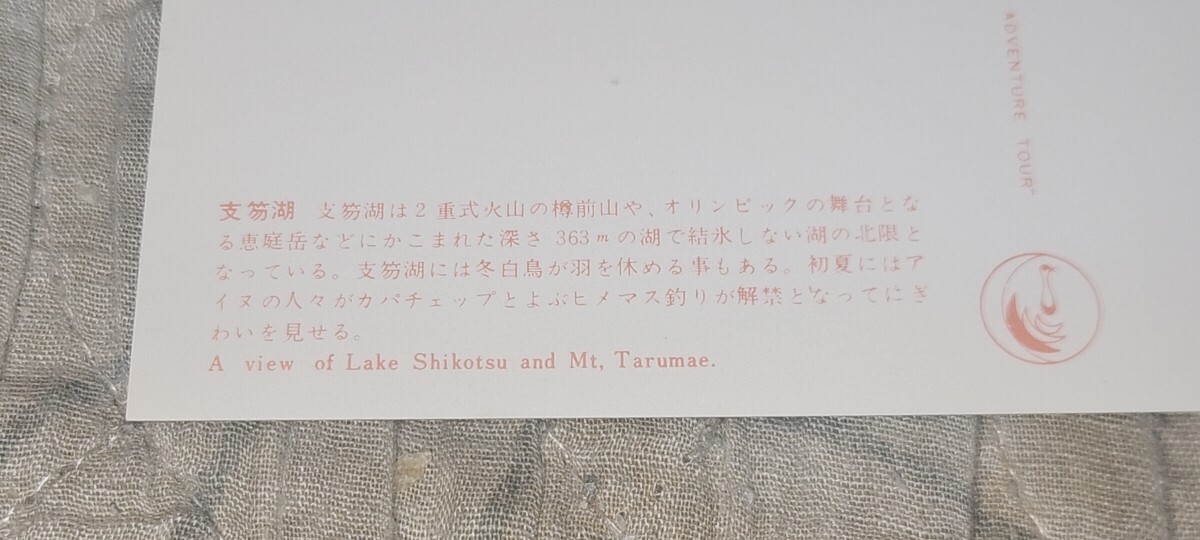 ADVENTURE TOUR"
支笏湖 支笏湖は2重式火山の樽前山や、オリンピックの舞台とな
る恵庭岳などにかこまれた深さ363mの湖で結氷しない湖の北限と
なっている。支笏湖には冬白鳥が羽を休める事もある。初夏にはア
イヌの人々がカパチェップとよぶヒメマス釣りが解禁となってにぎ
わいを見せる。
A view of Lake Shikotsu and Mt, Tarumae.